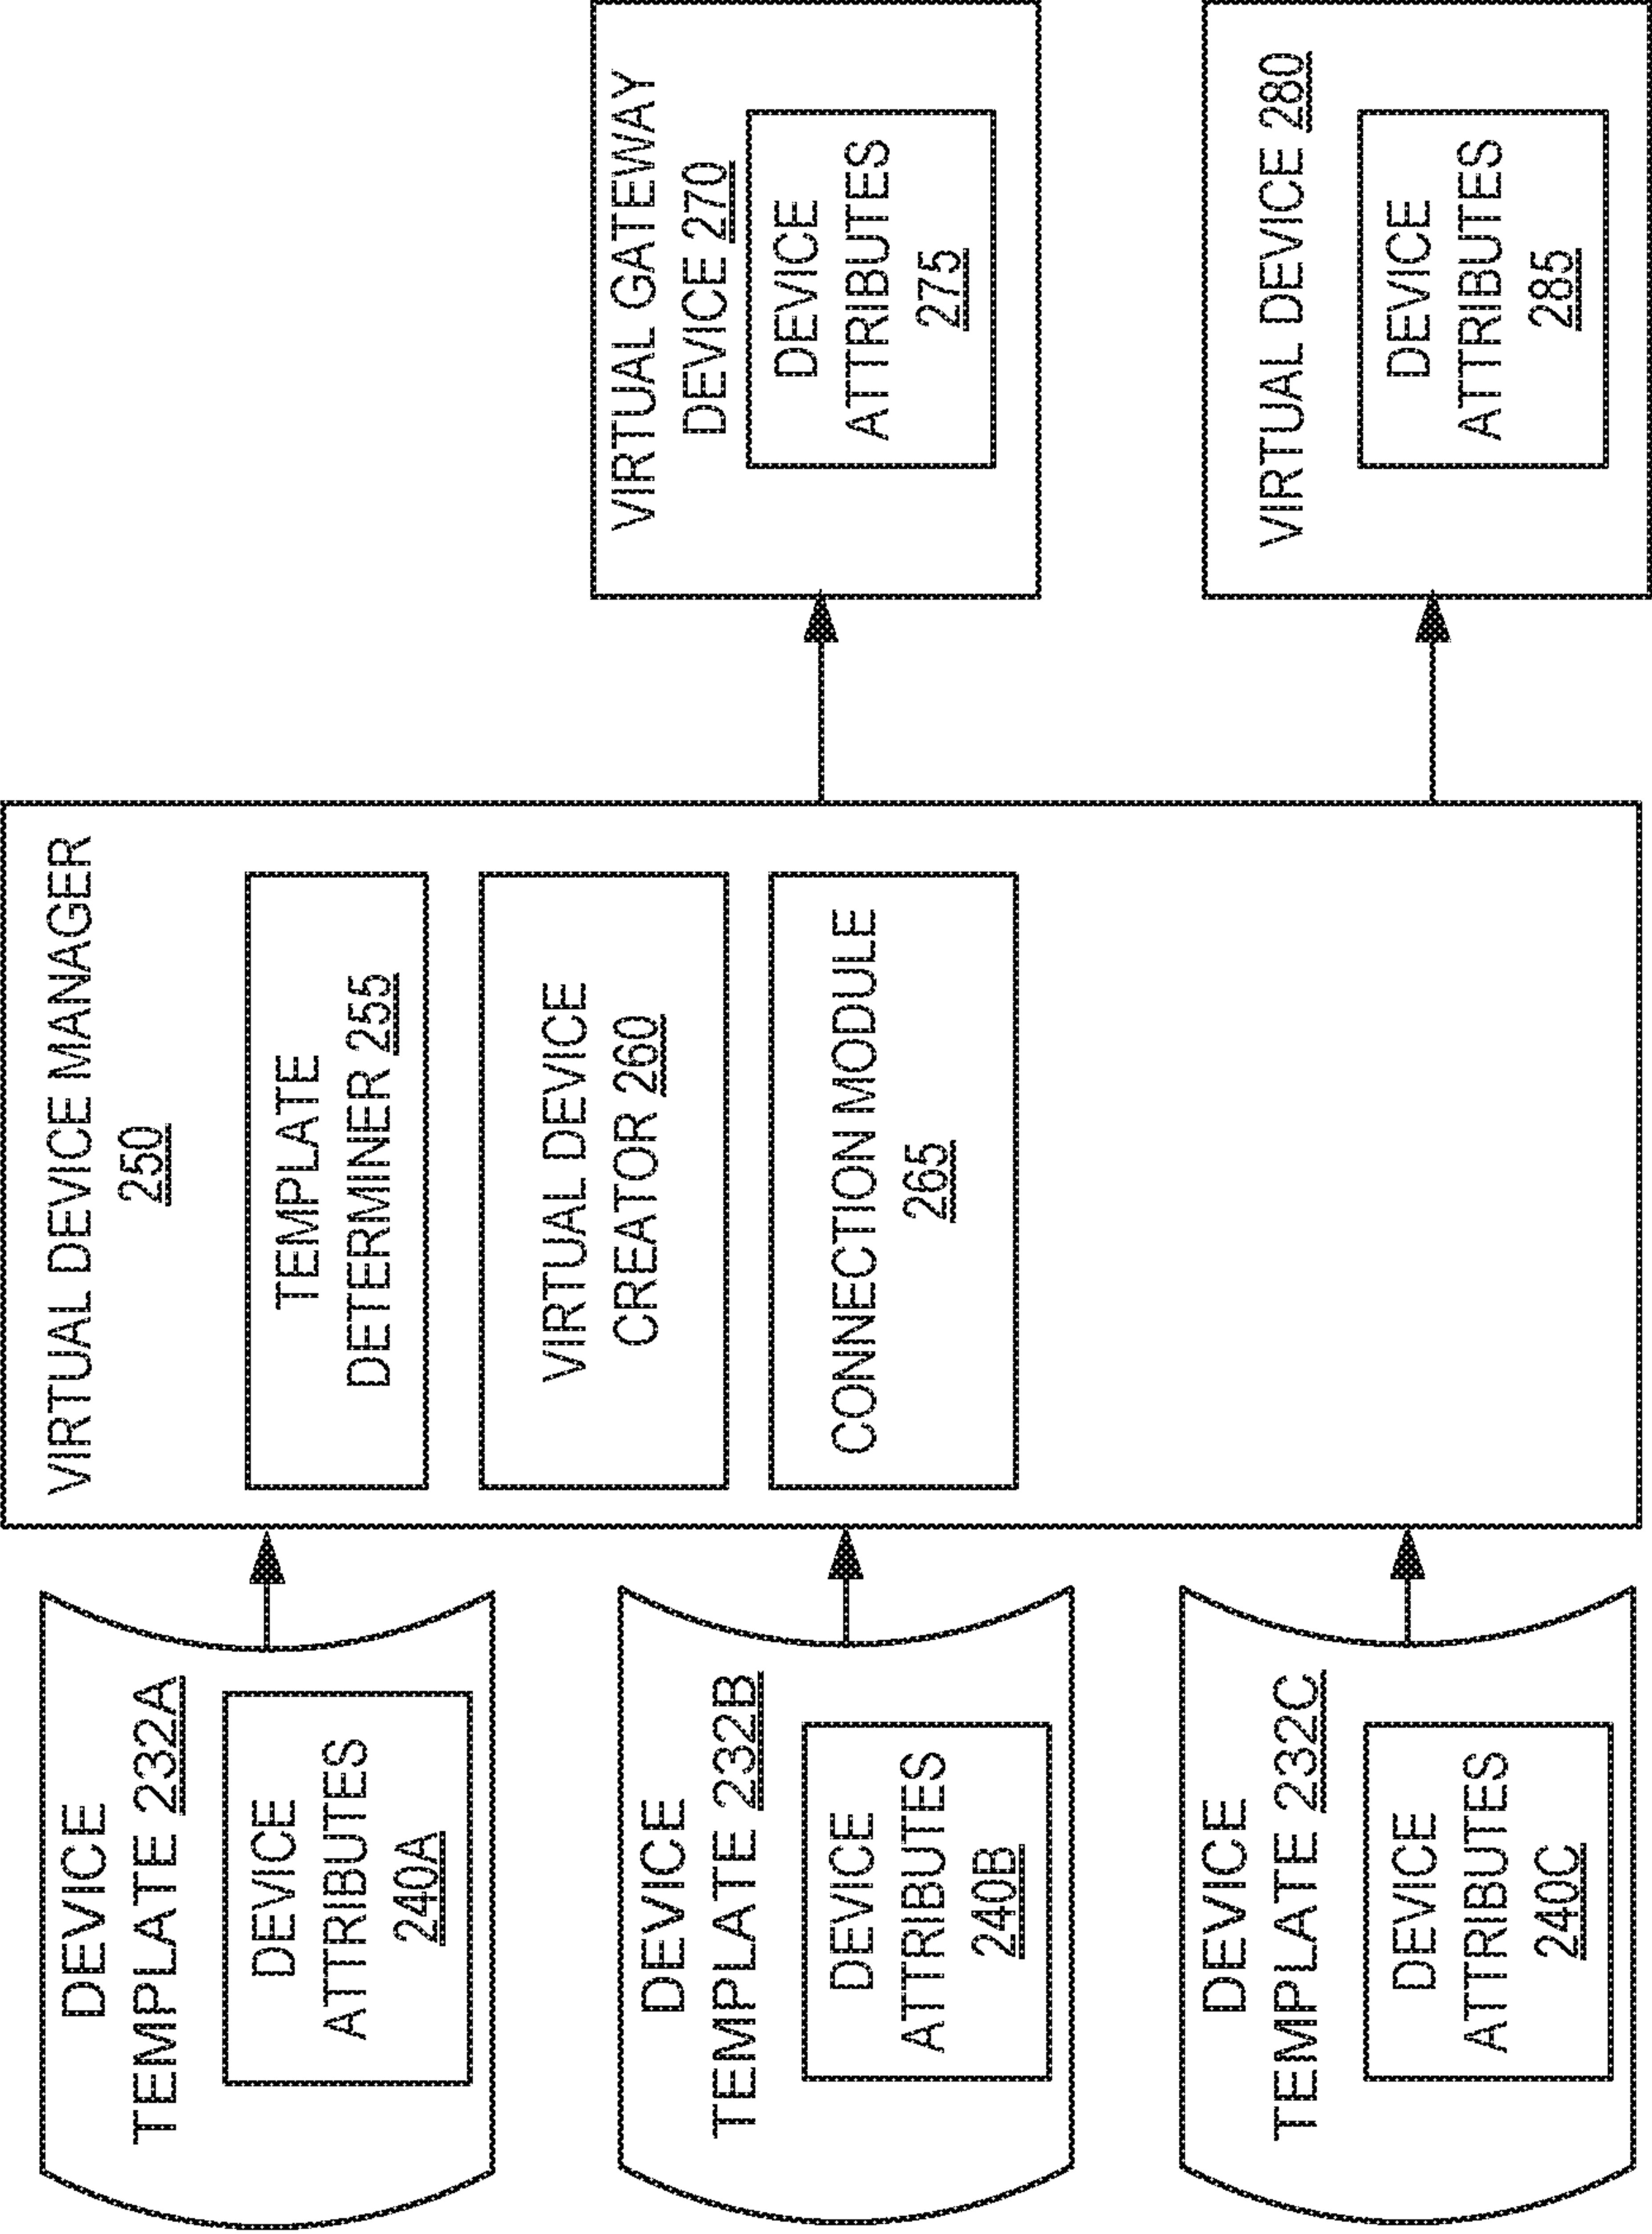 DEVICE
TEMPLATE 232A
DEVICE
ATTRIBUTES
240A
DEVICE
TEMPLATE 232B
DEVICE
ATTRIBUTES
240B
DEVICE
TEMPLATE 232C
DEVICE
ATTRIBUTES
240C
VIRTUAL DEVICE MANAGER
250
TEMPLATE
DETERMINER 255
VIRTUAL DEVICE
CREATOR 260
CONNECTION MODULE
265
VIRTUAL GATEWAY
DEVICE 270
DEVICE
ATTRIBUTES
275
VIRTUAL DEVICE 280
DEVICE
ATTRIBUTES
285